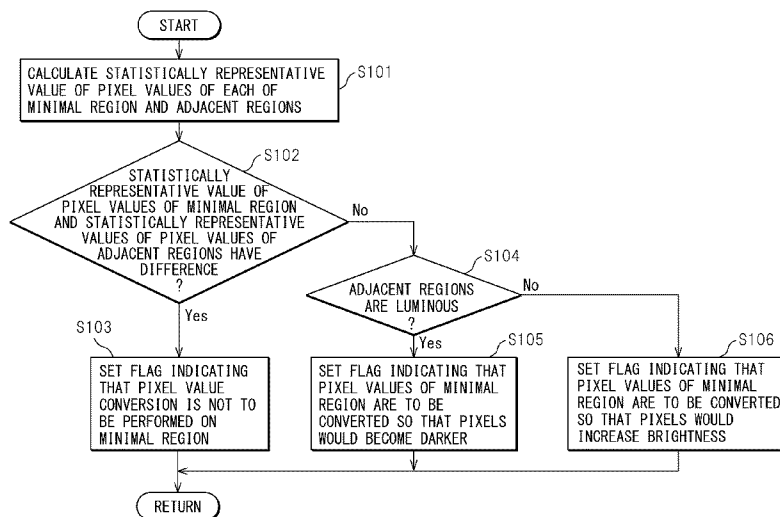 START
CALCULATE STATISTICALLY REPRESENTATIVE
VALUE OF PIXEL VALUES OF EACH OF
MINIMAL REGION AND ADJACENT REGIONS
S101
S102
STATISTICALLY
REPRESENTATIVE VALUE OF
PIXEL VALUES OF MINIMAL REGION
AND STATISTICALLY REPRESENTATIVE
VALUES OF PIXEL VALUES OF
ADJACENT REGIONS HAVE
DIFFERENCE
?
No
Yes
S104
ADJACENT REGIONS
ARE LUMINOUS
?
No
Yes
S103
SET FLAG INDICATING
THAT PIXEL VALUE
CONVERSION IS NOT TO
BE PERFORMED ON
MINIMAL REGION
S105
SET FLAG INDICATING THAT
PIXEL VALUES OF MINIMAL
REGION ARE TO BE
CONVERTED SO THAT PIXELS
WOULD BECOME DARKER
S106
SET FLAG INDICATING THAT
PIXEL VALUES OF MINIMAL
REGION ARE TO BE CONVERTED
SO THAT PIXELS WOULD
INCREASE BRIGHTNESS
RETURN